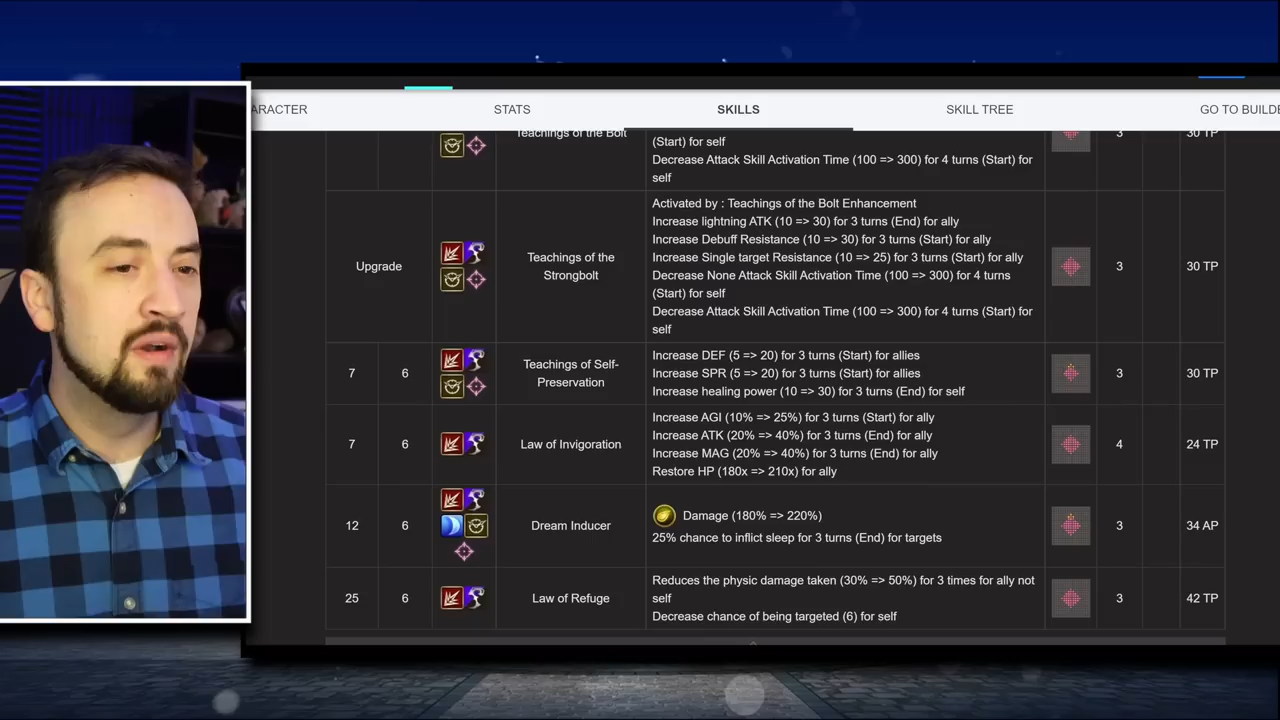 ARACTER
STATS
SKILLS
SKILL TREE
GO TO BUILDE
Teachings of the Bolt
(Start) for self
Decrease Attack Skill Activation Time (100 => 300) for 4 turns (Start) for
self
3
30 TP
Upgrade
Teachings of the
Strongbolt
Activated by : Teachings of the Bolt Enhancement
Increase lightning ATK (10 => 30) for 3 turns (End) for ally
Increase Debuff Resistance (10 => 30) for 3 turns (Start) for ally
Increase Single target Resistance (10 => 25) for 3 turns (Start) for ally
Decrease None Attack Skill Activation Time (100 => 300) for 4 turns
(Start) for self
Decrease Attack Skill Activation Time (100 => 300) for 4 turns (Start) for
self
3
30 TP
7
6
Teachings of Self-
Preservation
Increase DEF (5 => 20) for 3 turns (Start) for allies
Increase SPR (5 => 20) for 3 turns (Start) for allies
Increase healing power (10 => 30) for 3 turns (End) for self
3
30 TP
7
6
Law of Invigoration
Increase AGI (10% => 25%) for 3 turns (Start) for ally
Increase ATK (20% => 40%) for 3 turns (End) for ally
Increase MAG (20% => 40%) for 3 turns (End) for ally
Restore HP (180x => 210x) for ally
4
24 TP
12
6
Dream Inducer
Damage (180% => 220%)
25% chance to inflict sleep for 3 turns (End) for targets
3
34 AP
25
6
Law of Refuge
Reduces the physic damage taken (30% => 50%) for 3 times for ally not
self
Decrease chance of being targeted (6) for self
3
42 TP